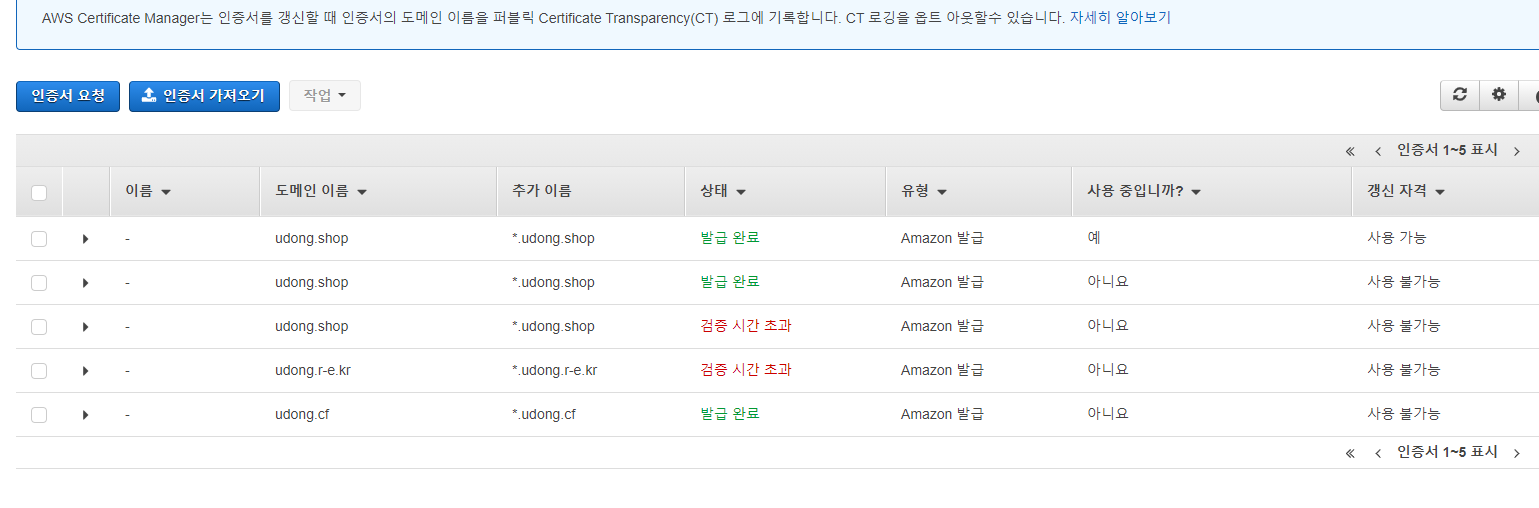 AWS Certificate Manager는 인증서를 갱신할 때 인증서의 도메인 이름을 퍼블릭 Certificate Transparency(CT) 로그에 기록합니다. CT 로깅을 옵트 아웃할수 있습니다. 자세히 알아보기
인증서 요청 인증서 가져오기 작업
인증서 1~5 표시
이름 도메인 이름 추가 이름 상태 유형 사용 중입니까? 갱신 자격
- udong.shop *.udong.shop 발급 완료 Amazon 발급 예 사용 가능
- udong.shop *.udong.shop 발급 완료 Amazon 발급 아니요 사용 불가능
- udong.shop *.udong.shop 검증 시간 초과 Amazon 발급 아니요 사용 불가능
- udong.r-e.kr *.udong.r-e.kr 검증 시간 초과 Amazon 발급 아니요 사용 불가능
- udong.cf *.udong.cf 발급 완료 Amazon 발급 아니요 사용 불가능
인증서 1~5 표시